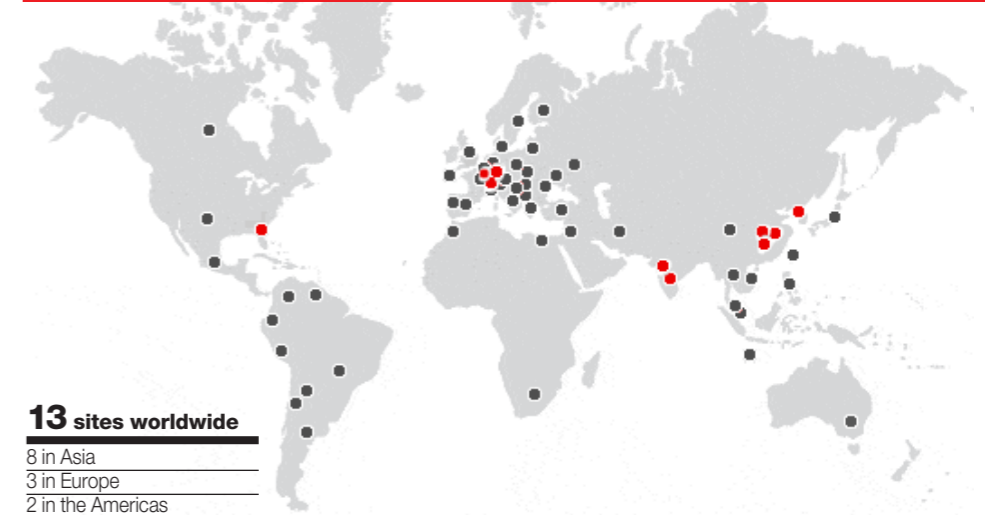 13 sites worldwide
8 in Asia
3 in Europe
2 in the Americas